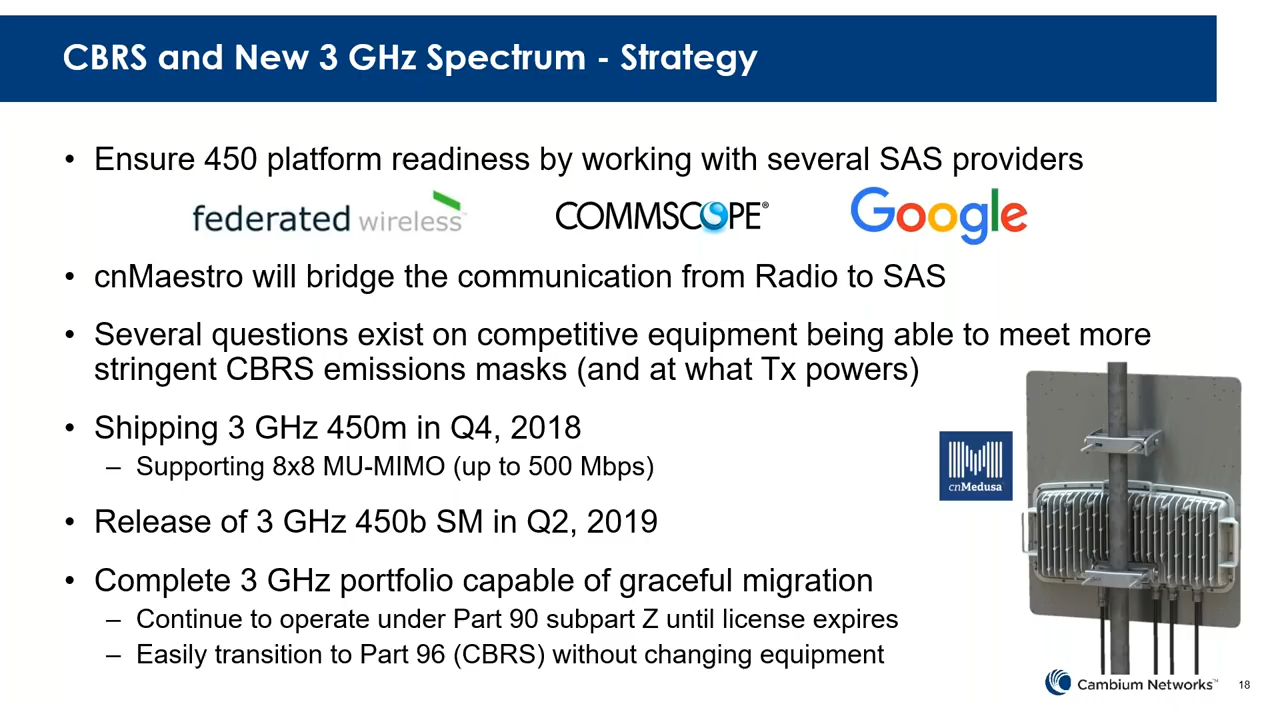 CBRS and New 3 GHz Spectrum - Strategy
• Ensure 450 platform readiness by working with several SAS providers
federated wireless™ COMMSCOPE® Google
• cnMaestro will bridge the communication from Radio to SAS
• Several questions exist on competitive equipment being able to meet more
stringent CBRS emissions masks (and at what Tx powers)
• Shipping 3 GHz 450m in Q4, 2018
– Supporting 8x8 MU-MIMO (up to 500 Mbps)
cnMedusa
• Release of 3 GHz 450b SM in Q2, 2019
• Complete 3 GHz portfolio capable of graceful migration
– Continue to operate under Part 90 subpart Z until license expires
– Easily transition to Part 96 (CBRS) without changing equipment
Cambium Networks™ 18